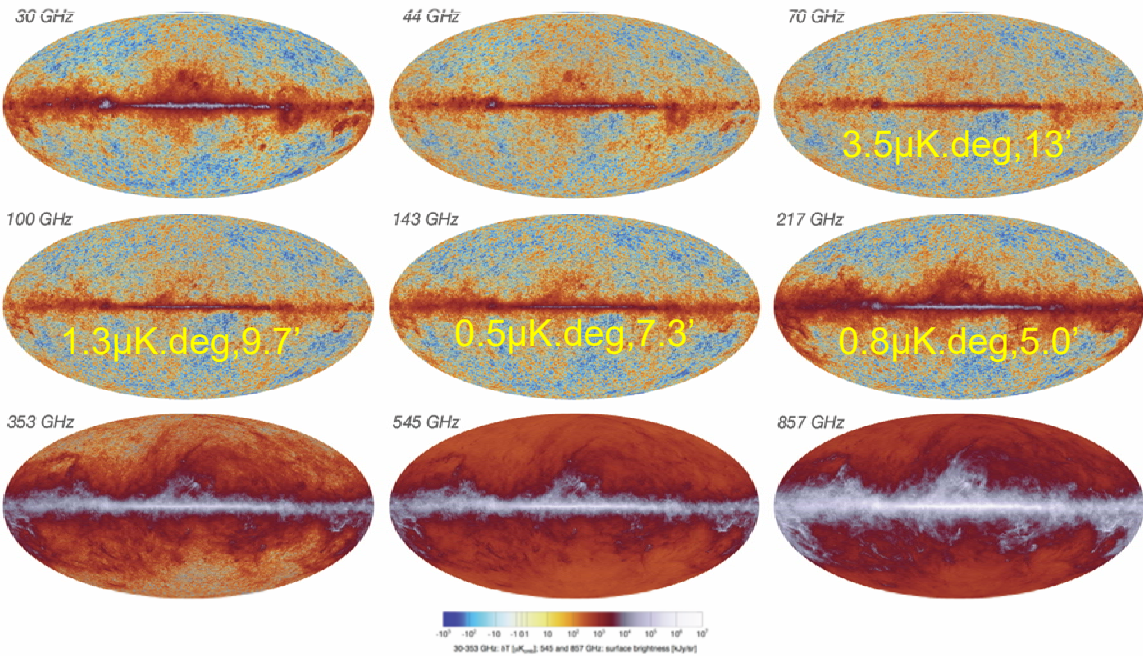 30 GHz
44 GHz
70 GHz
3.5µK.deg,13’
100 GHz
143 GHz
217 GHz
1.3µK.deg,9.7’
0.5µK.deg,7.3’
0.8µK.deg,5.0’
353 GHz
545 GHz
857 GHz
-10³ -10² -10 -1 0 1 10 10² 10³ 10⁴ 10⁵ 10⁶ 10⁷
30-353 GHz: δT [µK_cmb]; 545 and 857 GHz: surface brightness [kJy/sr]